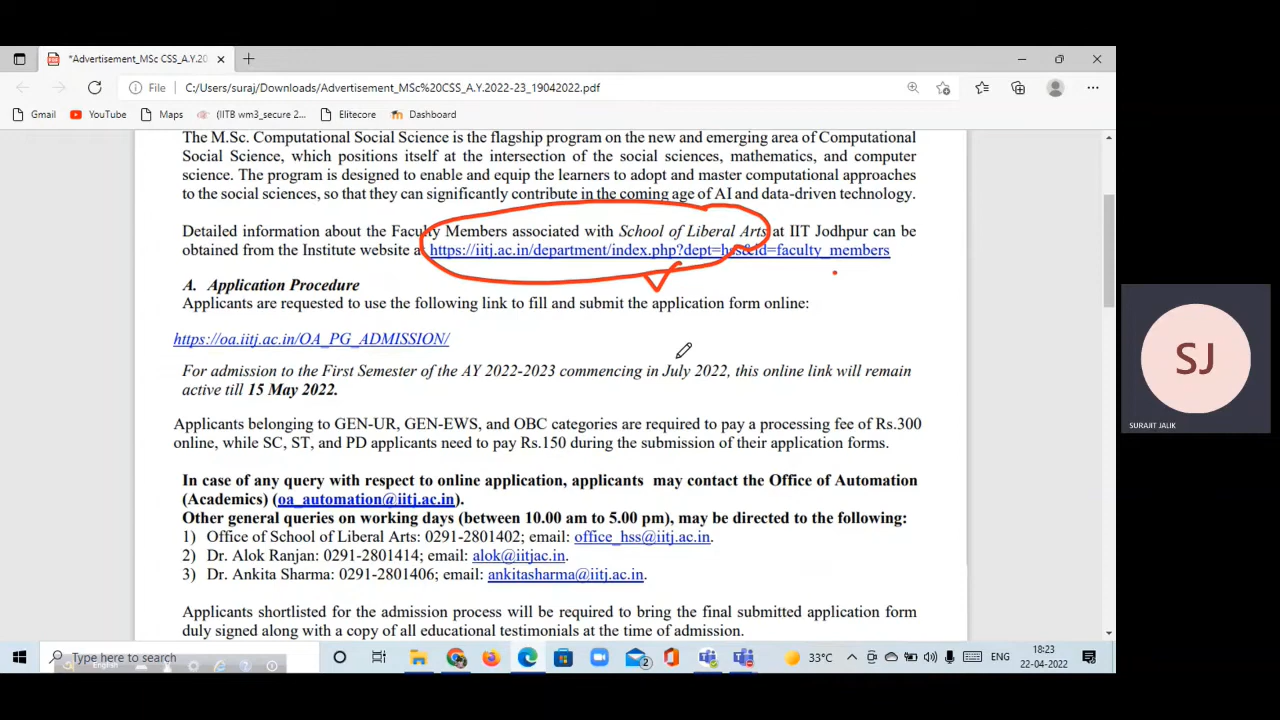 *Advertisement_MSc CSS_A.Y.20
File C:/Users/suraj/Downloads/Advertisement_MSc%20CSS_A.Y.2022-23_19042022.pdf
Gmail YouTube Maps (IITB wm3_secure 2... Elitecore Dashboard
The M.Sc. Computational Social Science is the flagship program on the new and emerging area of Computational
Social Science, which positions itself at the intersection of the social sciences, mathematics, and computer
science. The program is designed to enable and equip the learners to adopt and master computational approaches
to the social sciences, so that they can significantly contribute in the coming age of AI and data-driven technology.
Detailed information about the Faculty Members associated with School of Liberal Arts at IIT Jodhpur can be
obtained from the Institute website at https://iitj.ac.in/department/index.php?dept=hss&id=faculty_members
A. Application Procedure
Applicants are requested to use the following link to fill and submit the application form online:
https://oa.iitj.ac.in/OA_PG_ADMISSION/
For admission to the First Semester of the AY 2022-2023 commencing in July 2022, this online link will remain
active till 15 May 2022.
Applicants belonging to GEN-UR, GEN-EWS, and OBC categories are required to pay a processing fee of Rs.300
online, while SC, ST, and PD applicants need to pay Rs.150 during the submission of their application forms.
In case of any query with respect to online application, applicants may contact the Office of Automation
(Academics) (oa_automation@iitj.ac.in).
Other general queries on working days (between 10.00 am to 5.00 pm), may be directed to the following:
1) Office of School of Liberal Arts: 0291-2801402; email: office_hss@iitj.ac.in.
2) Dr. Alok Ranjan: 0291-2801414; email: alok@iitjac.in.
3) Dr. Ankita Sharma: 0291-2801406; email: ankitasharma@iitj.ac.in.
Applicants shortlisted for the admission process will be required to bring the final submitted application form
duly signed along with a copy of all educational testimonials at the time of admission.
SJ
SURAJIT JALIK
Type here to search
English
2
33°C
ENG
18:23
22-04-2022